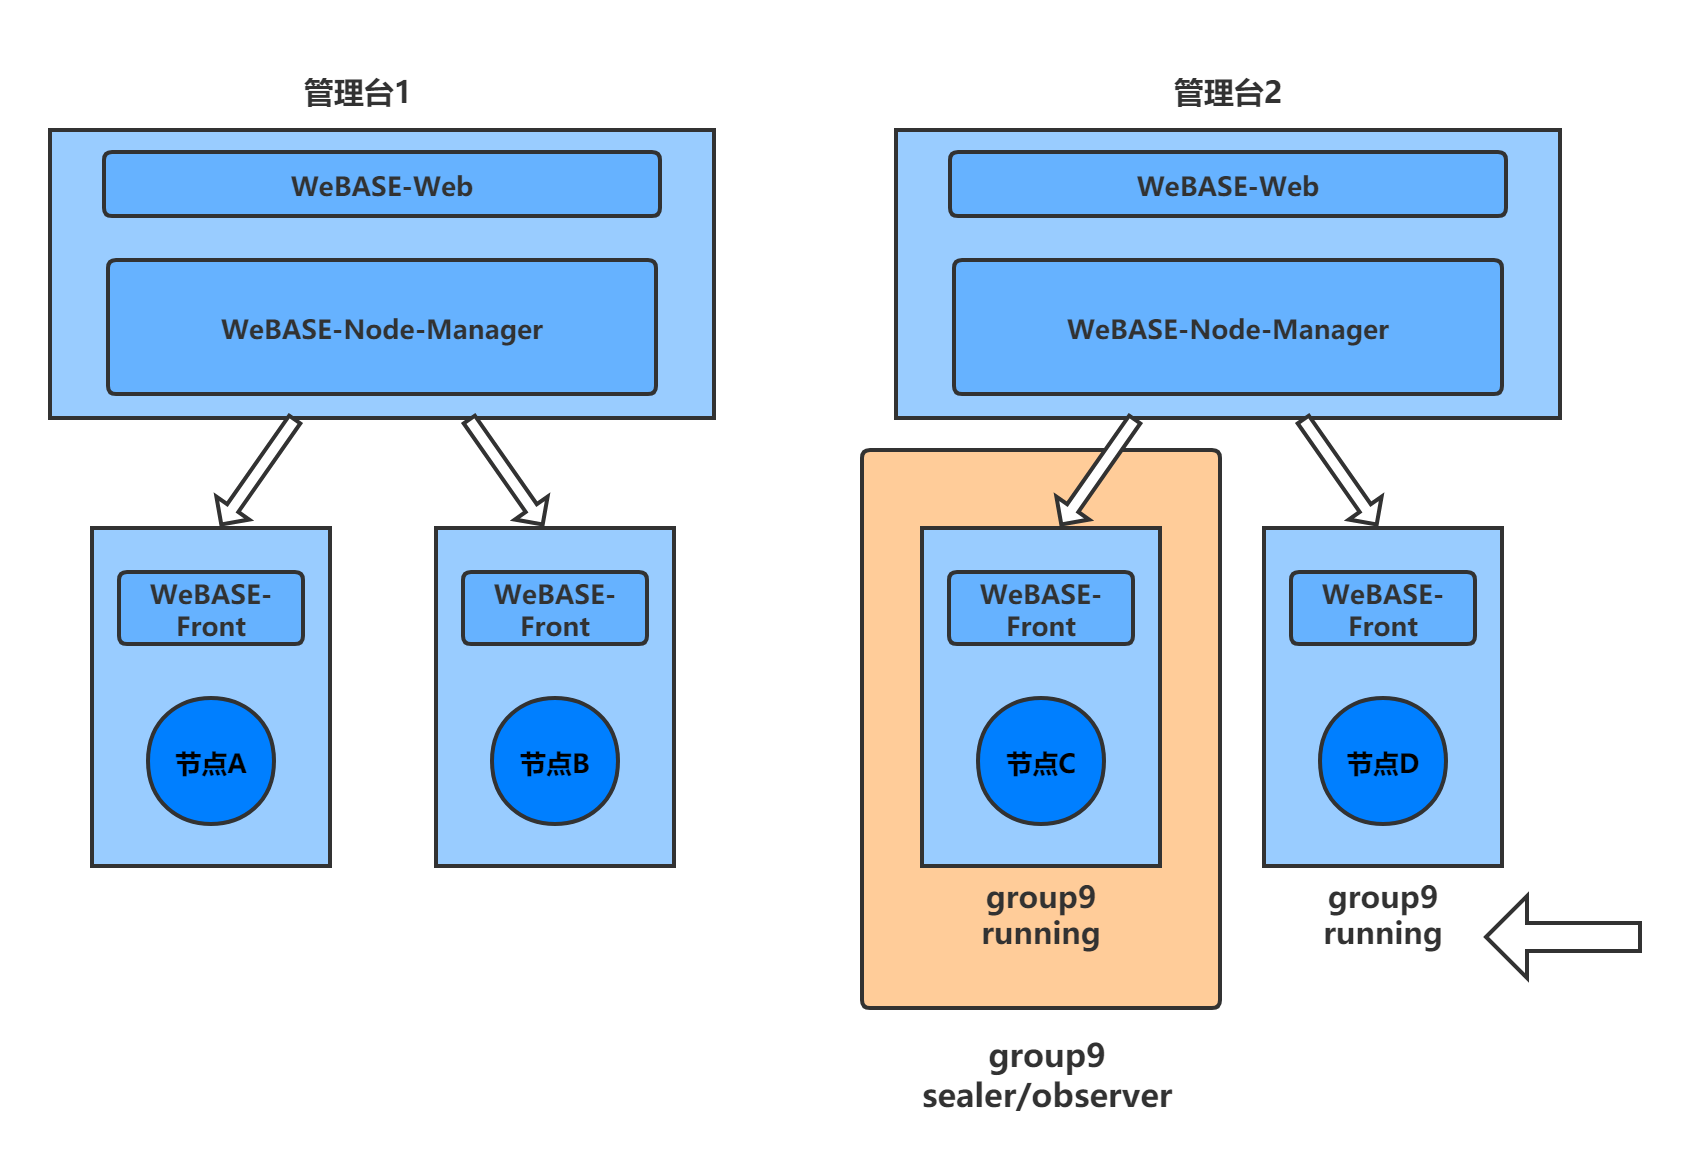 管理台1
WeBASE-Web
WeBASE-Node-Manager
WeBASE-
Front
节点A
WeBASE-
Front
节点B
管理台2
WeBASE-Web
WeBASE-Node-Manager
WeBASE-
Front
节点C
group9
running
WeBASE-
Front
节点D
group9
running
group9
sealer/observer